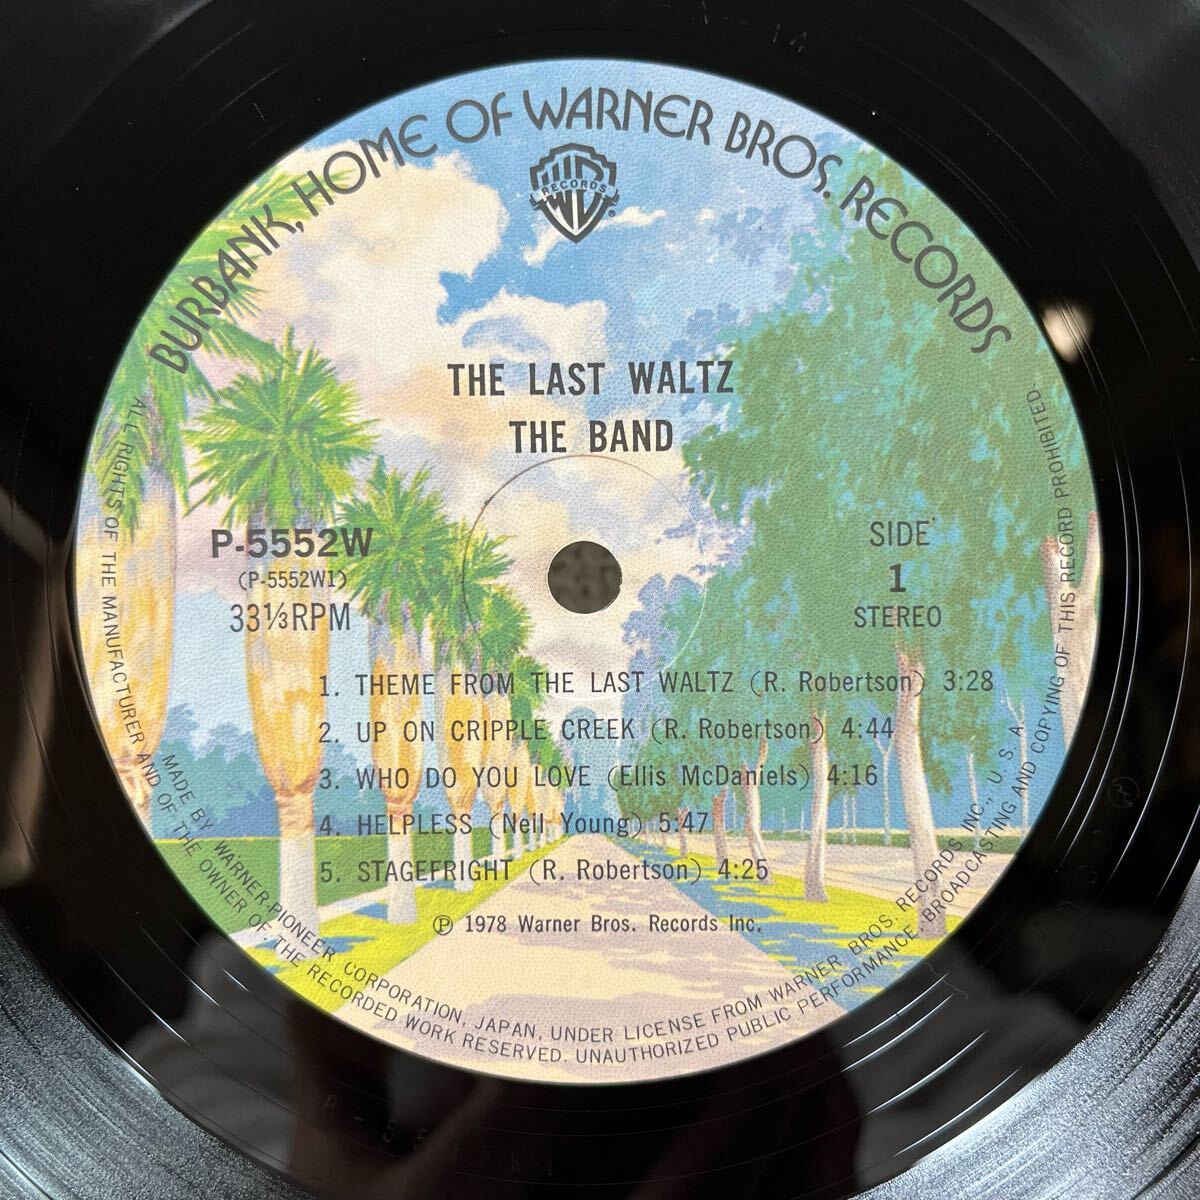 BURBANK, HOME OF WARNER BROS. RECORDS
WB
RECORDS
®
THE LAST WALTZ
THE BAND
P-5552W
(P-5552W1)
33⅓RPM
SIDE
1
STEREO
1. THEME FROM THE LAST WALTZ (R. Robertson) 3:28
2. UP ON CRIPPLE CREEK (R. Robertson) 4:44
3. WHO DO YOU LOVE (Ellis McDaniels) 4:16
4. HELPLESS (Neil Young) 5:47
5. STAGEFRIGHT (R. Robertson) 4:25
Ⓟ 1978 Warner Bros. Records Inc.
MADE BY WARNER-PIONEER CORPORATION, JAPAN, UNDER LICENSE FROM WARNER BROS. RECORDS INC., U.S.A.
ALL RIGHTS OF THE MANUFACTURER AND OF THE OWNER OF THE RECORDED WORK RESERVED. UNAUTHORIZED PUBLIC PERFORMANCE, BROADCASTING AND COPYING OF THIS RECORD PROHIBITED
14